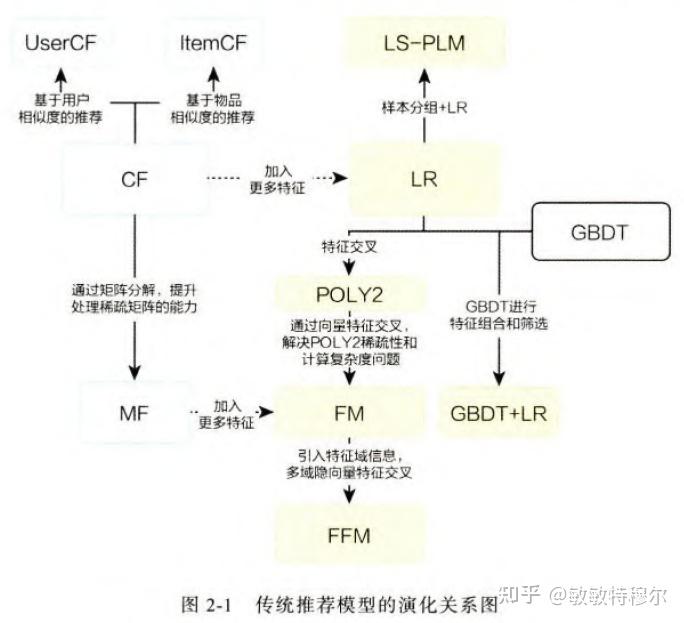 UserCF
ItemCF
LS-PLM
基于用户
相似度的推荐
基于物品
相似度的推荐
样本分组+LR
CF
加入
更多特征
LR
GBDT
特征交叉
通过矩阵分解，提升
处理稀疏矩阵的能力
POLY2
GBDT进行
特征组合和筛选
通过向量特征交叉，
解决POLY2稀疏性和
计算复杂度问题
MF
加入
更多特征
FM
GBDT+LR
引入特征域信息，
多域隐向量特征交叉
FFM
图 2-1 传统推荐模型的演化关系图
知乎 @敏敏特穆尔